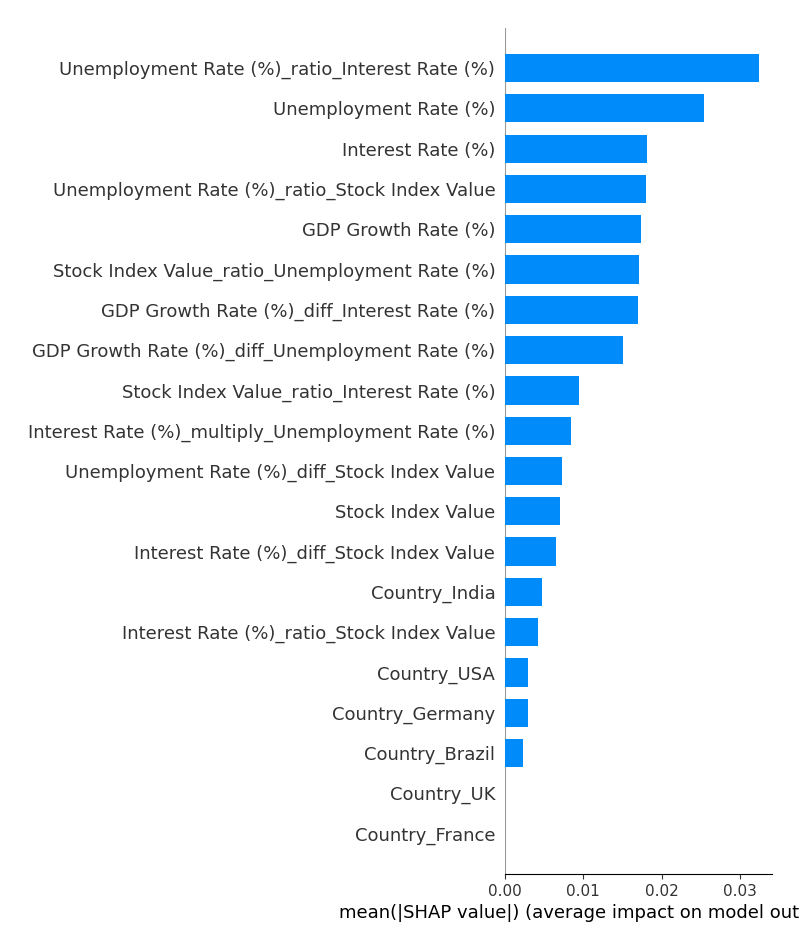 Unemployment Rate (%)_ratio_Interest Rate (%)
Unemployment Rate (%)
Interest Rate (%)
Unemployment Rate (%)_ratio_Stock Index Value
GDP Growth Rate (%)
Stock Index Value_ratio_Unemployment Rate (%)
GDP Growth Rate (%)_diff_Interest Rate (%)
GDP Growth Rate (%)_diff_Unemployment Rate (%)
Stock Index Value_ratio_Interest Rate (%)
Interest Rate (%)_multiply_Unemployment Rate (%)
Unemployment Rate (%)_diff_Stock Index Value
Stock Index Value
Interest Rate (%)_diff_Stock Index Value
Country_India
Interest Rate (%)_ratio_Stock Index Value
Country_USA
Country_Germany
Country_Brazil
Country_UK
Country_France
0.00 0.01 0.02 0.03
mean(|SHAP value|) (average impact on model out